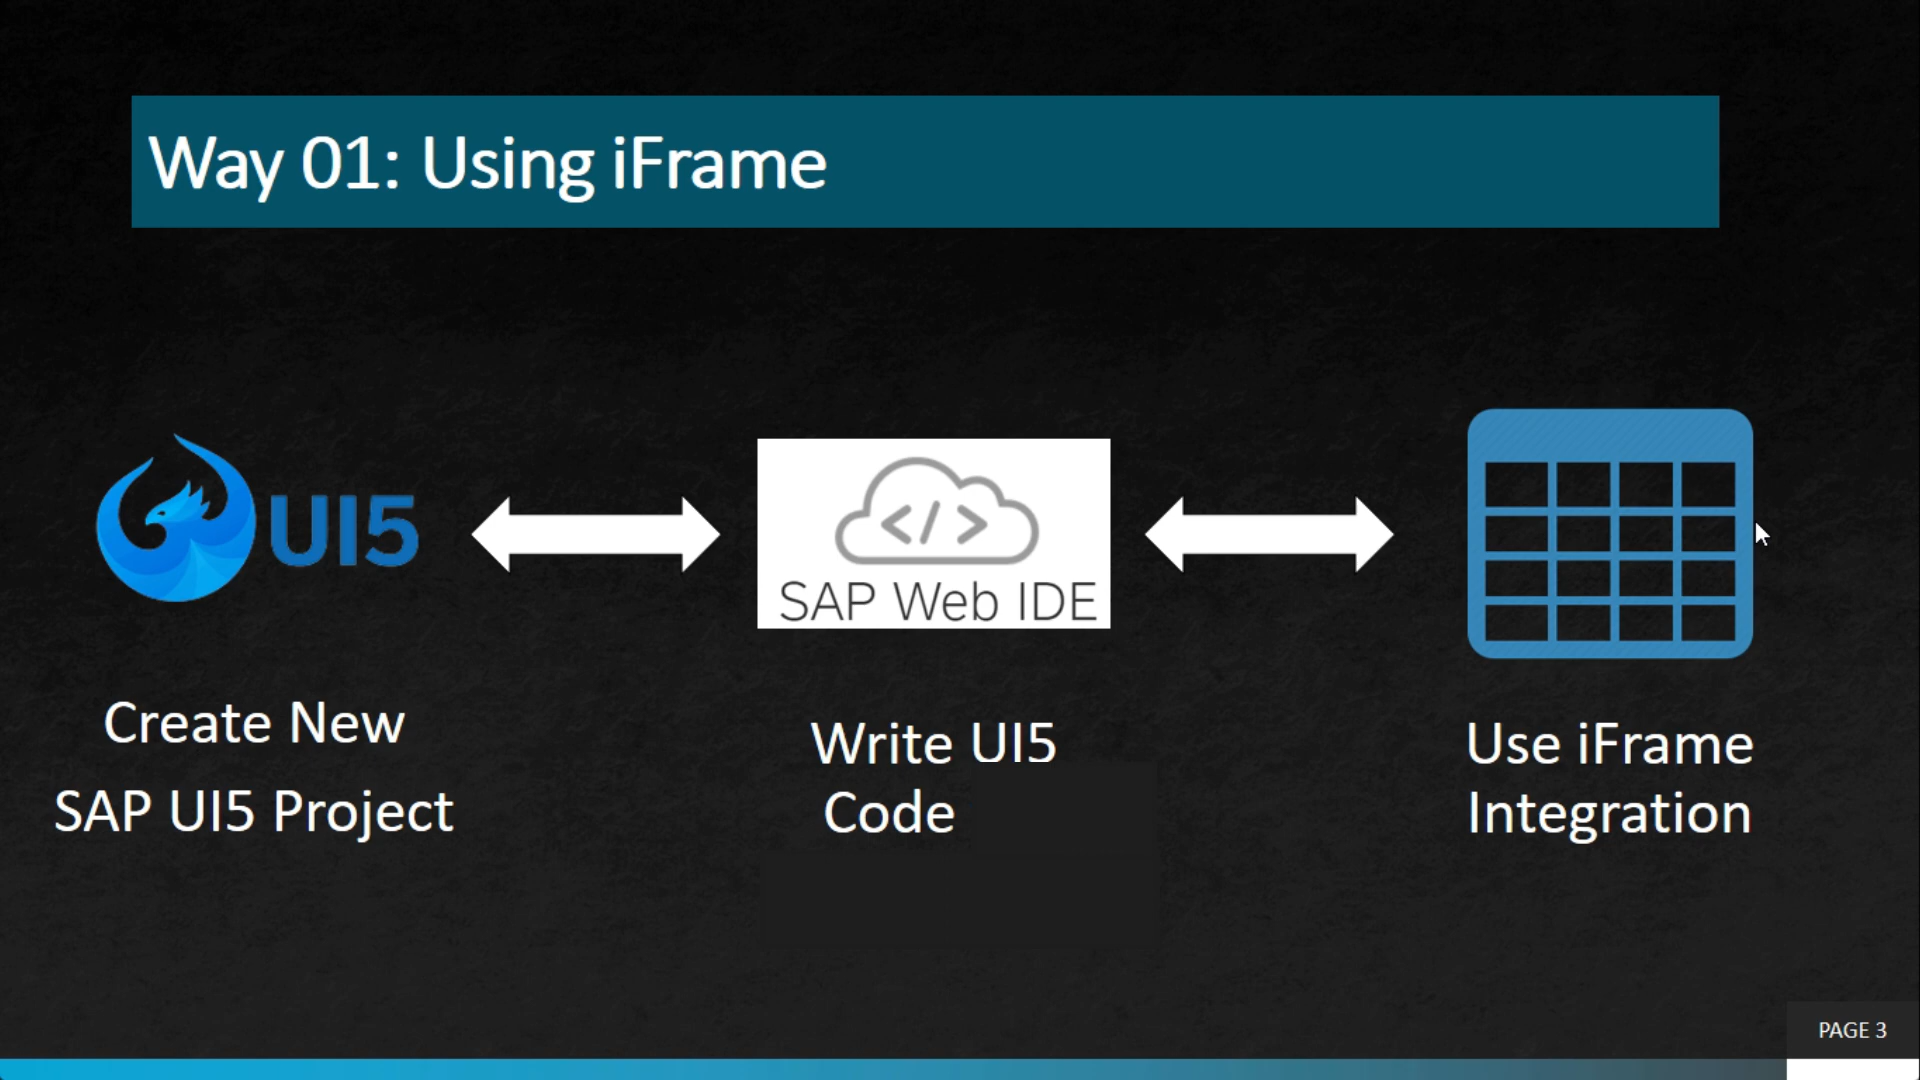 Way 01: Using iFrame
UI5
</>
SAP Web IDE
Create New
SAP UI5 Project
Write UI5
Code
Use iFrame
Integration
PAGE 3